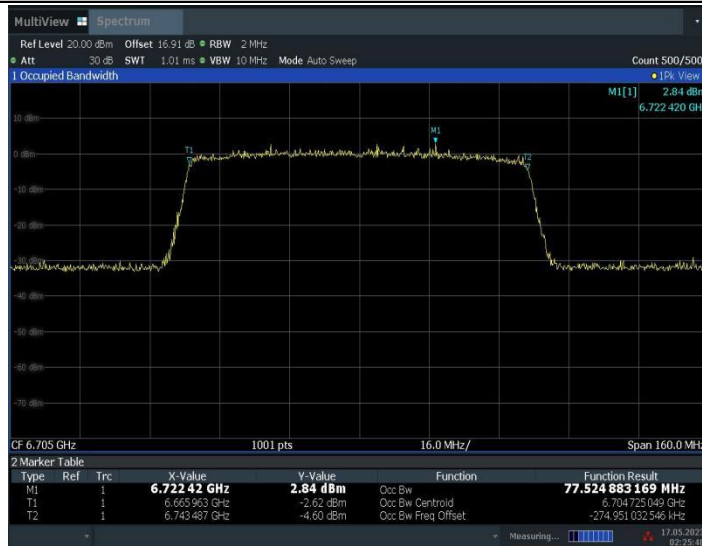 MultiView Spectrum
Ref Level 20.00 dBm Offset 16.91 dB RBW 2 MHz
Att 30 dB SWT 1.01 ms VBW 10 MHz Mode Auto Sweep Count 500/500
1 Occupied Bandwidth 1Pk View
M1[1] 2.84 dBm
6.722 420 GHz
10 dBm
M1
T1
0 dBm
T2
-10 dBm
-20 dBm
-30 dBm
-40 dBm
-50 dBm
-60 dBm
-70 dBm
CF 6.705 GHz 1001 pts 16.0 MHz/ Span 160.0 MHz
2 Marker Table
Type Ref Trc X-Value Y-Value Function Function Result
M1 1 6.722 42 GHz 2.84 dBm Occ Bw 77.524 883 169 MHz
T1 1 6.665 963 GHz -2.62 dBm Occ Bw Centroid 6.704 725 049 GHz
T2 1 6.743 487 GHz -4.60 dBm Occ Bw Freq Offset -274.951 032 546 kHz
Measuring... 17.05.2023
02:25:40